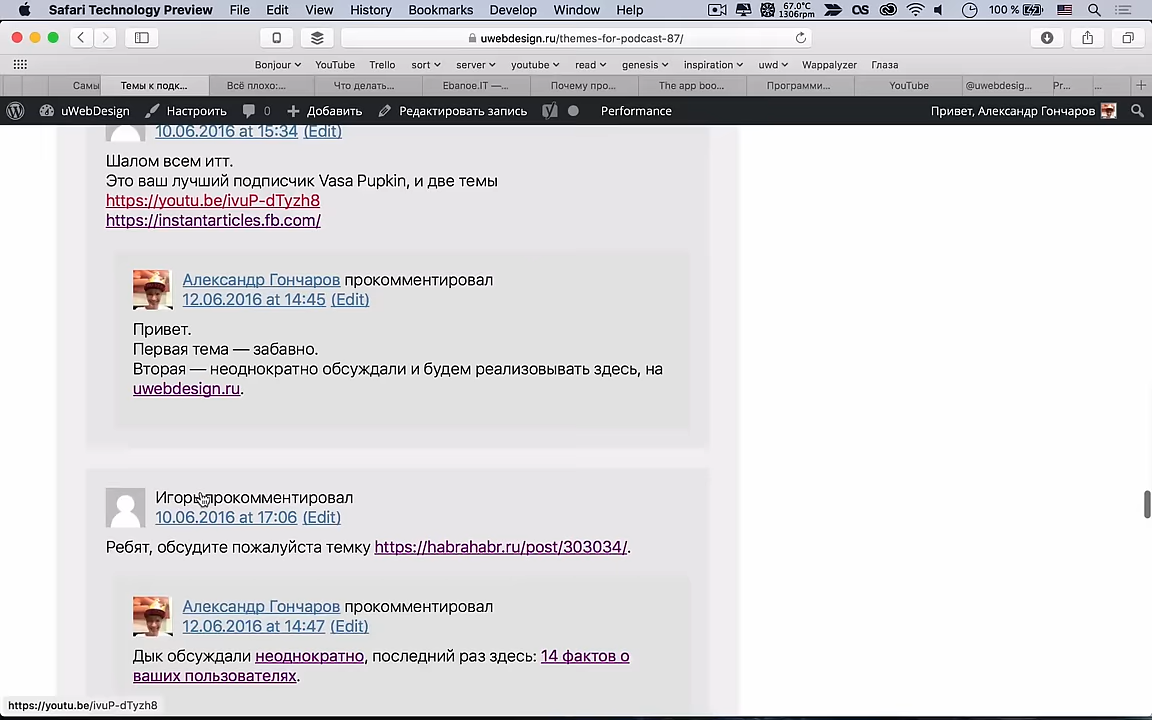 Safari Technology Preview File Edit View History Bookmarks Develop Window Help 67.0°C 1306rpm OS 100 %
uwebdesign.ru/themes-for-podcast-87/
Bonjour YouTube Trello sort server youtube read genesis inspiration uwd Wappalyzer Глаза
Самы Темы к подк... Всё плохо:... Что делать... Ebanoe.IT —... Почему про... The app boo... Программи... YouTube @uwebdesig... Pr... ...
uWebDesign Настройки 0 Добавить Редактировать запись Performance Привет, Александр Гончаров
10.06.2016 at 15:34 (Edit)
Шалом всем итт.
Это ваш лучший подписчик Vasa Pupkin, и две темы
https://youtu.be/ivuP-dTyzh8
https://instantarticles.fb.com/
Александр Гончаров прокомментировал
12.06.2016 at 14:45 (Edit)
Привет.
Первая тема — забавно.
Вторая — неоднократно обсуждали и будем реализовывать здесь, на
uwebdesign.ru.
Игорь прокомментировал
10.06.2016 at 17:06 (Edit)
Ребят, обсудите пожалуйста темку https://habrahabr.ru/post/303034/.
Александр Гончаров прокомментировал
12.06.2016 at 14:47 (Edit)
Дык обсуждали неоднократно, последний раз здесь: 14 фактов о
ваших пользователях.
https://youtu.be/ivuP-dTyzh8